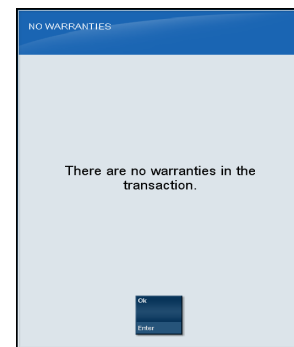 NO WARRANTIES
There are no warranties in the
transaction.
Ok
Enter